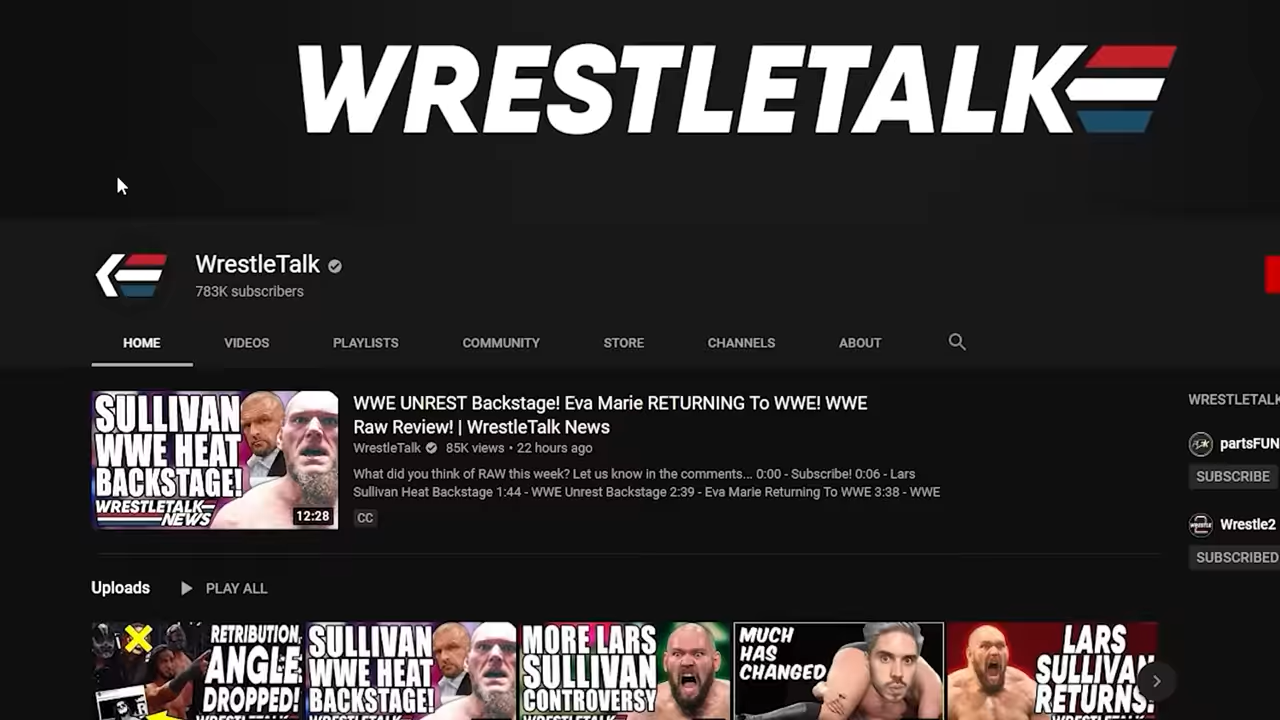 WRESTLETALK
WrestleTalk
783K subscribers
HOME VIDEOS PLAYLISTS COMMUNITY STORE CHANNELS ABOUT
SULLIVAN
WWE HEAT
BACKSTAGE!
WRESTLETALK
NEWS
12:28
WWE UNREST Backstage! Eva Marie RETURNING To WWE! WWE
Raw Review! | WrestleTalk News
WrestleTalk 85K views • 22 hours ago
What did you think of RAW this week? Let us know in the comments... 0:00 - Subscribe! 0:06 - Lars
Sullivan Heat Backstage 1:44 - WWE Unrest Backstage 2:39 - Eva Marie Returning To WWE 3:38 - WWE
CC
WRESTLETALK
partsFUN
SUBSCRIBE
Wrestle2
SUBSCRIBED
Uploads PLAY ALL
RETRIBUTION
ANGLE
DROPPED!
WRESTLETALK
SULLIVAN
WWE HEAT
BACKSTAGE!
WRESTLETALK
MORE LARS
SULLIVAN
CONTROVERSY
WRESTLETALK
MUCH
HAS
CHANGED
LARS
SULLIVAN
RETURNS!
WRESTLETALK